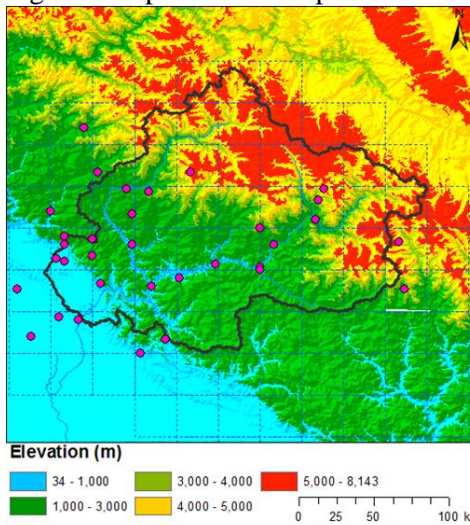 N
Elevation (m)
34 - 1,000
3,000 - 4,000
5,000 - 8,143
1,000 - 3,000
4,000 - 5,000
0 25 50 100 k